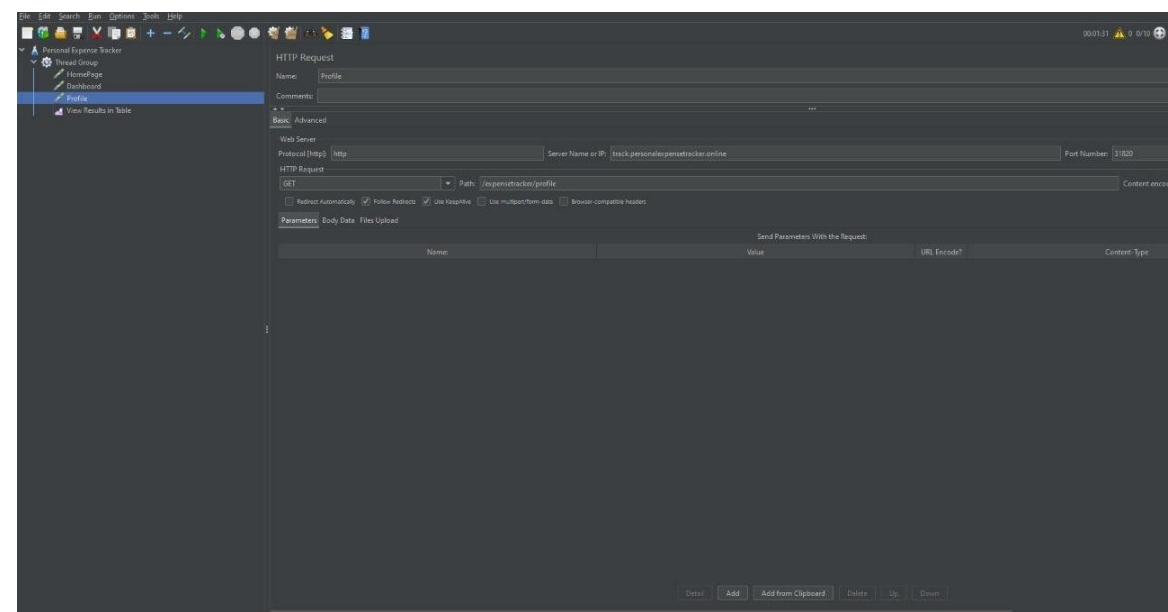 File Edit Search Run Options Tools Help
00:01:31 0 0/10
Personal Expense Tracker
Thread Group
HomePage
Dashboard
Profile
View Results in Table
HTTP Request
Name: Profile
Comments:
Basic Advanced
Web Server
Protocol [http]: http Server Name or IP: track.personalexpensetracker.online Port Number: 31820
HTTP Request
GET Path: /expensetracker/profile Content enco
Redirect Automatically Follow Redirects Use KeepAlive Use multipart/form-data Browser-compatible headers
Parameters Body Data Files Upload
Send Parameters With the Request:
Name: Value URL Encode? Content-Type
Detail Add Add from Clipboard Delete Up Down